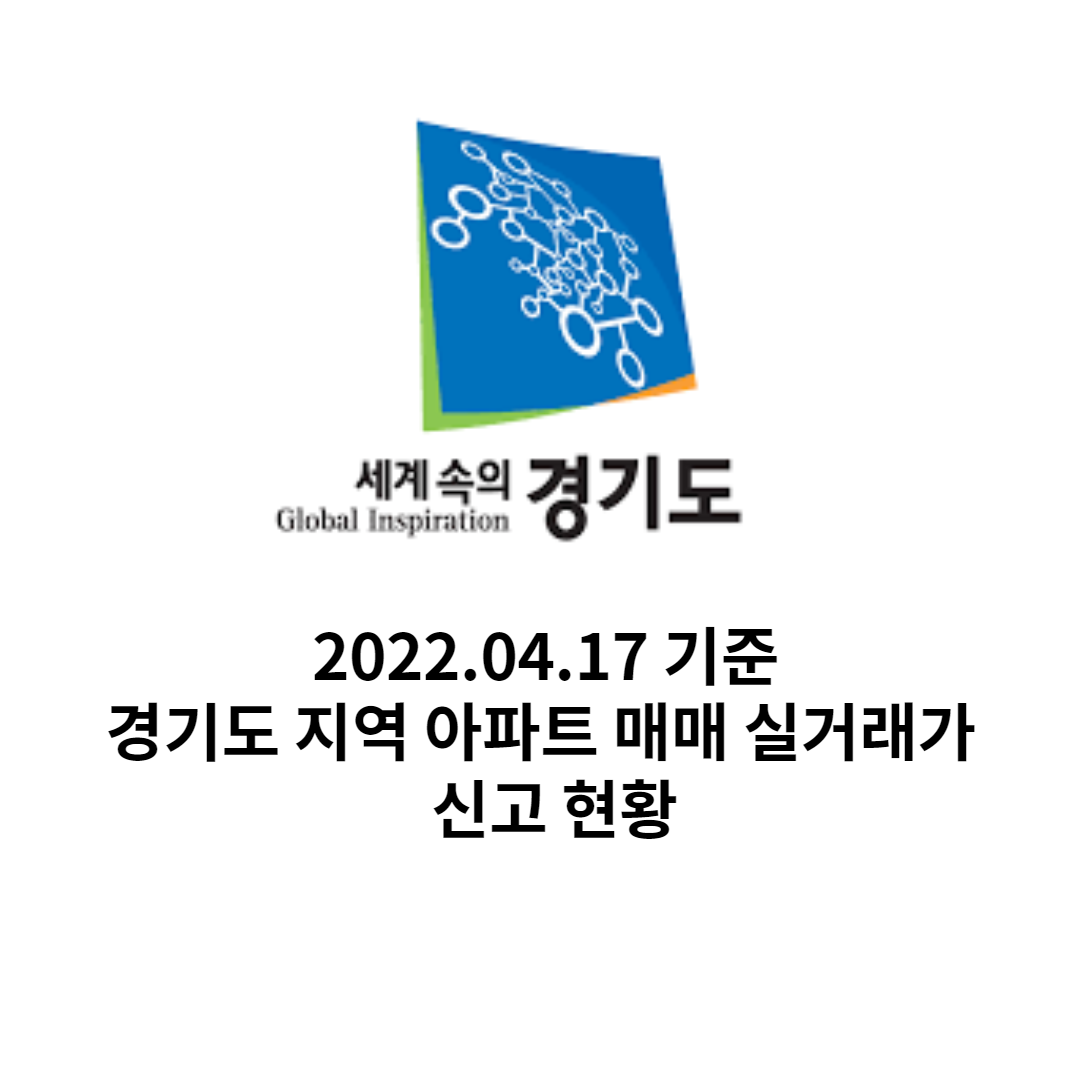 세계 속의 경기도
Global Inspiration
2022.04.17 기준
경기도 지역 아파트 매매 실거래가
신고 현황